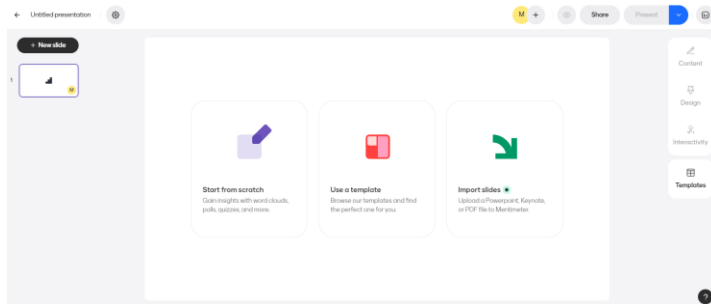 Untitled presentation
M
+
Share
Present
+ New slide
1
M
Content
Design
Interactivity
Templates
Start from scratch
Gain insights with word clouds,
polls, quizzes, and more.
Use a template
Browse our templates and find
the perfect one for you.
Import slides
Upload a Powerpoint, Keynote,
or PDF file to Mentimeter.
?